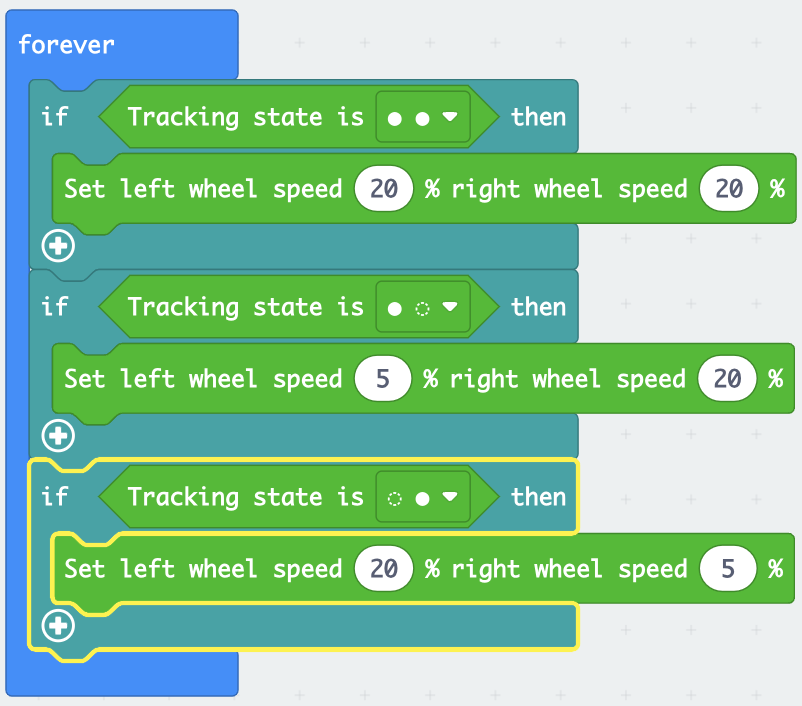 forever
if Tracking state is ● ● then
Set left wheel speed 20 % right wheel speed 20 %
if Tracking state is ● ◌ then
Set left wheel speed 5 % right wheel speed 20 %
if Tracking state is ◌ ● then
Set left wheel speed 20 % right wheel speed 5 %